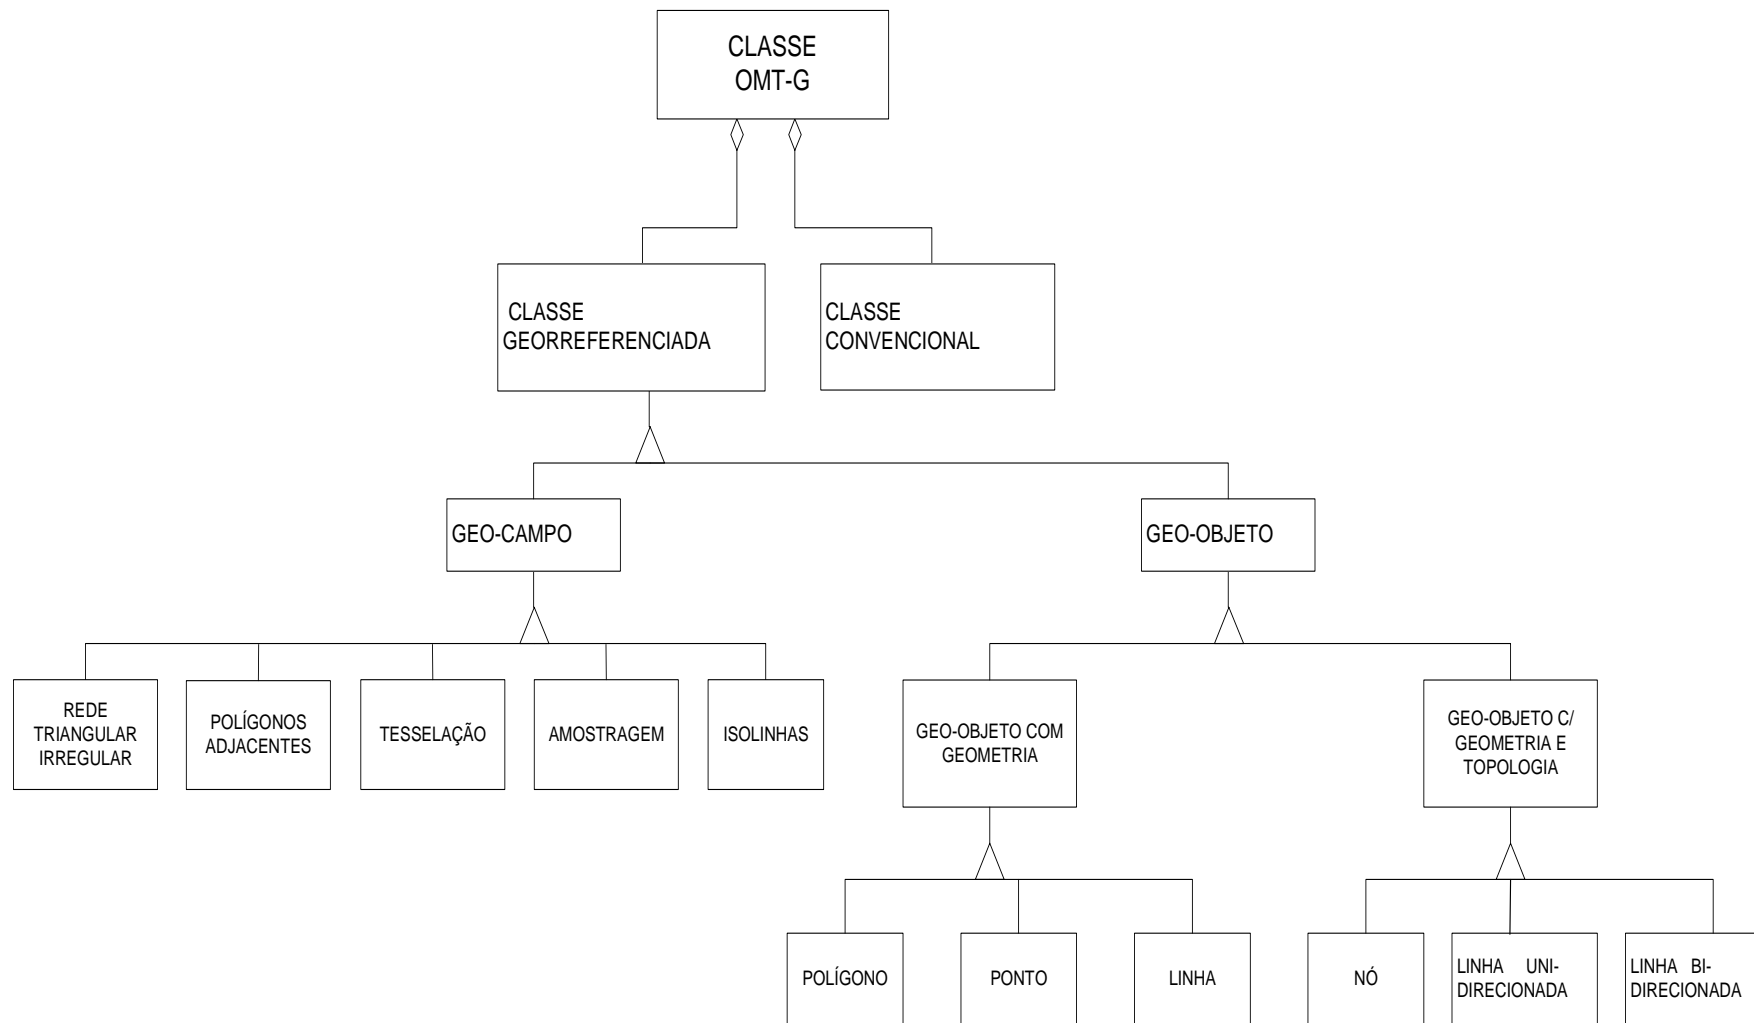 CLASSE
OMT-G
CLASSE
GEORREFERENCIADA
CLASSE
CONVENCIONAL
GEO-CAMPO
GEO-OBJETO
REDE
TRIANGULAR
IRREGULAR
POLÍGONOS
ADJACENTES
TESSELAÇÃO
AMOSTRAGEM
ISOLINHAS
GEO-OBJETO COM
GEOMETRIA
GEO-OBJETO C/
GEOMETRIA E
TOPOLOGIA
POLÍGONO
PONTO
LINHA
NÓ
LINHA UNI-
DIRECIONADA
LINHA BI-
DIRECIONADA